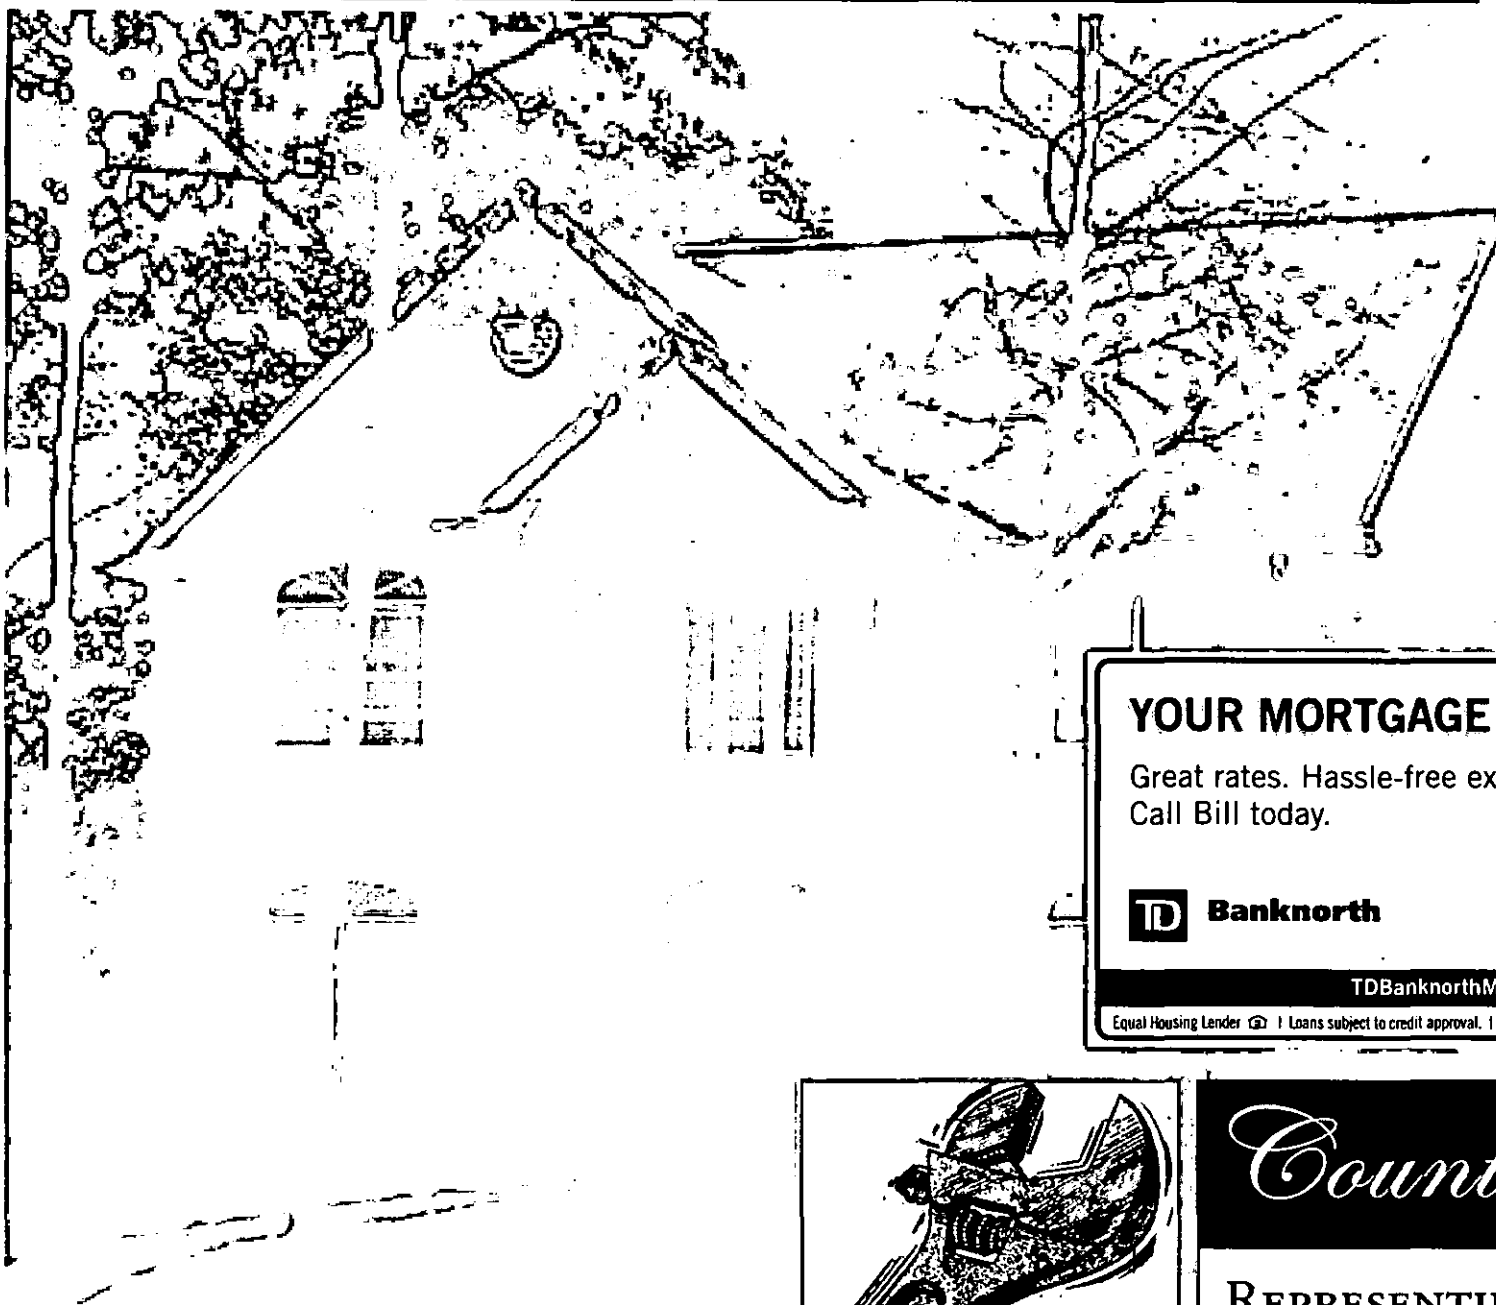 YOUR MORTGAGE
Great rates. Hassle-free ex
Call Bill today.
TD Banknorth
TDBanknorthM
Equal Housing Lender | Loans subject to credit approval. |
Count
REPRESENTI